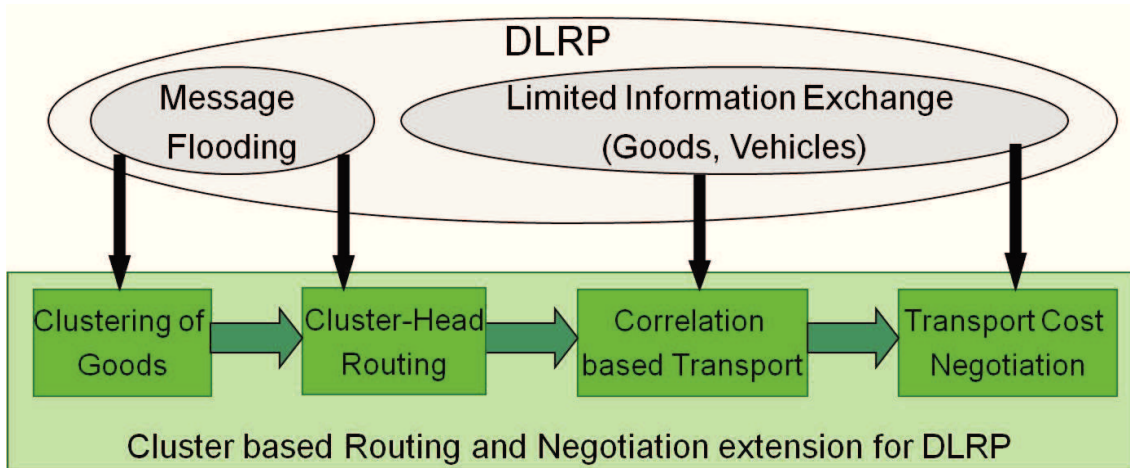 DLRP
Message
Flooding
Limited Information Exchange
(Goods, Vehicles)
Clustering of
Goods
Cluster-Head
Routing
Correlation
based Transport
Transport Cost
Negotiation
Cluster based Routing and Negotiation extension for DLRP